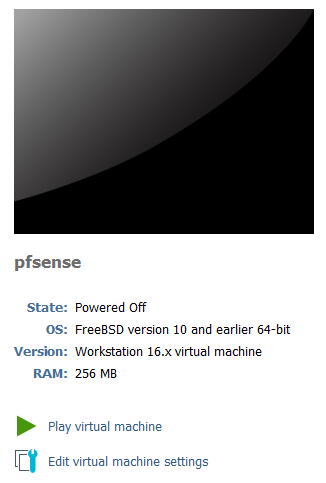 pfsense
State: Powered Off
OS: FreeBSD version 10 and earlier 64-bit
Version: Workstation 16.x virtual machine
RAM: 256 MB
Play virtual machine
Edit virtual machine settings